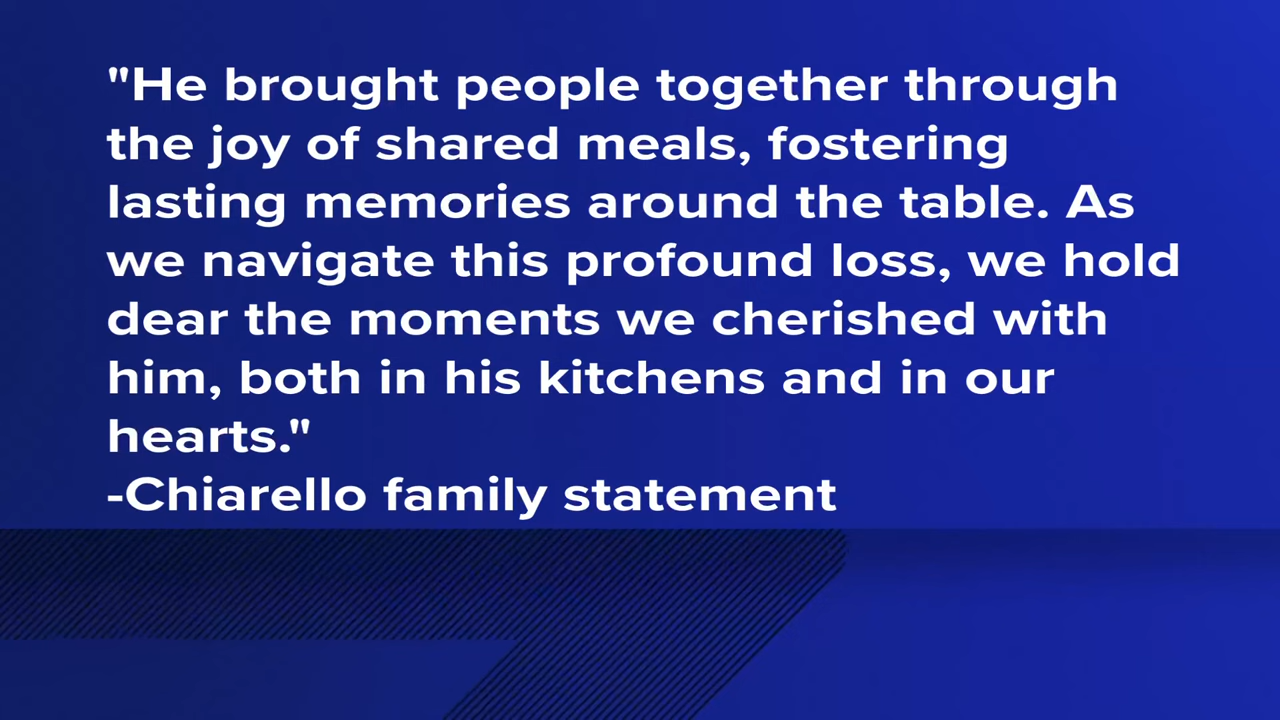 "He brought people together through
the joy of shared meals, fostering
lasting memories around the table. As
we navigate this profound loss, we hold
dear the moments we cherished with
him, both in his kitchens and in our
hearts."
-Chiarello family statement